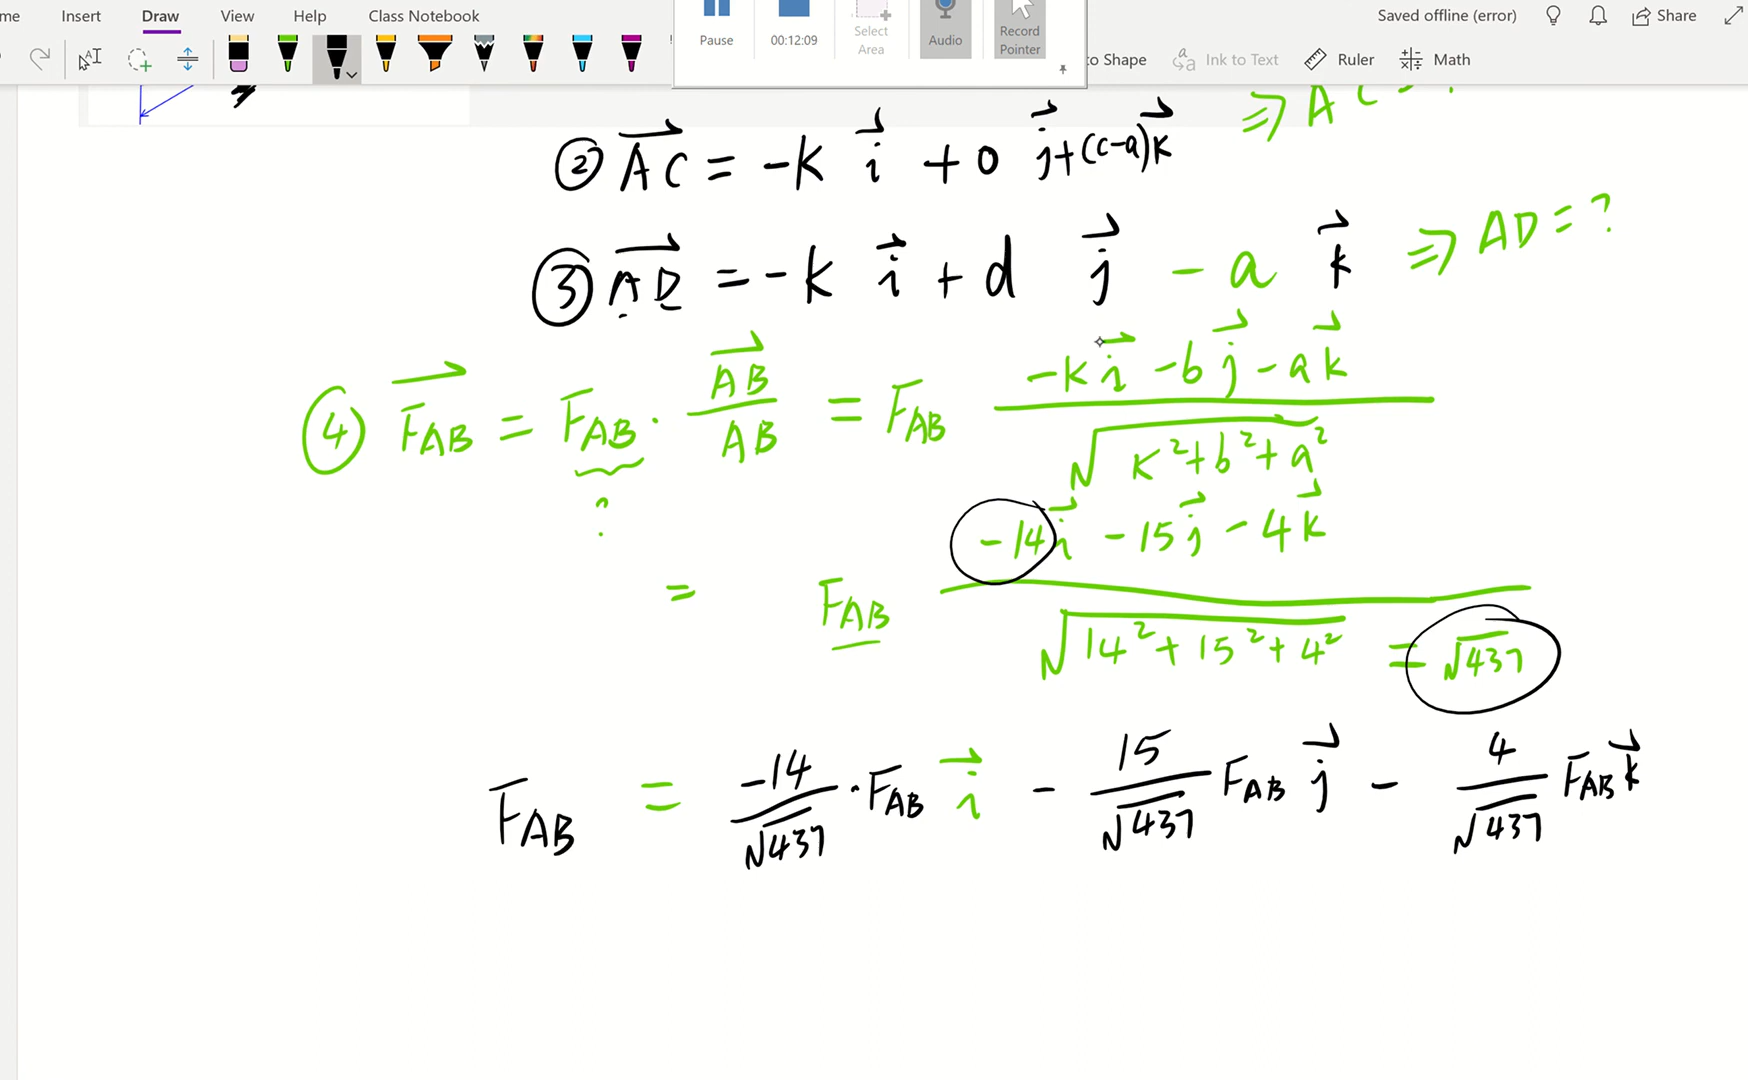 me Insert Draw View Help Class Notebook Saved offline (error) Share
Pause 00:12:09 Select Area Audio Record Pointer
to Shape Ink to Text Ruler Math
② AC⃗ = -k i⃗ + 0 j⃗ + (c-a)k⃗ ⇒ AC = ?
③ AD⃗ = -k i⃗ + d j⃗ - a k⃗ ⇒ AD = ?
④ F⃗AB = FAB · AB⃗ / AB = FAB (-k i⃗ - b j⃗ - a k⃗) / √(k²+b²+a²)
?
= FAB (-14 i⃗ - 15 j⃗ - 4 k⃗) / √(14²+15²+4²) = √437
FAB = -14/√437 · FAB i⃗ - 15/√437 FAB j⃗ - 4/√437 FAB k⃗